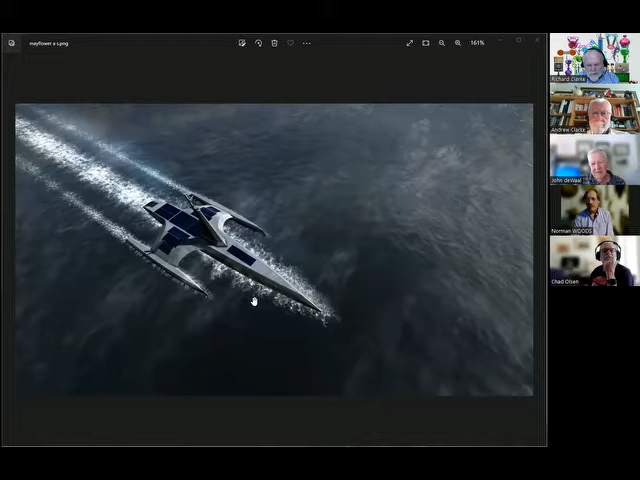 mayflower a s.png
161%
Richard Clarke
Andrew Clarke
John deWaal
Norman WOODS
Chad Olsen